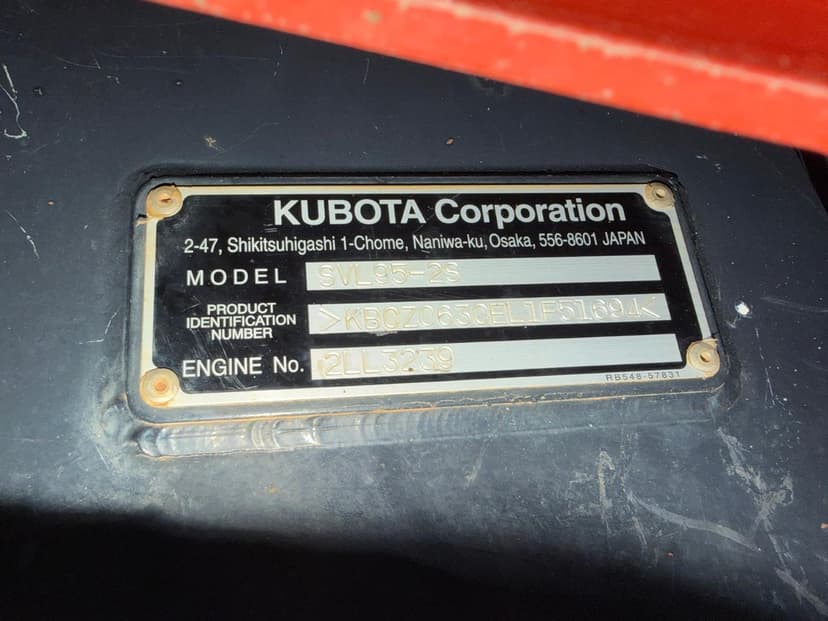 KUBOTA Corporation
2-47, Shikitsuhigashi 1-Chome, Naniwa-ku, Osaka, 556-8601 JAPAN
MODEL SVL95-2S
PRODUCT
IDENTIFICATION
NUMBER
ENGINE No. 2LL3239
RB548-57831